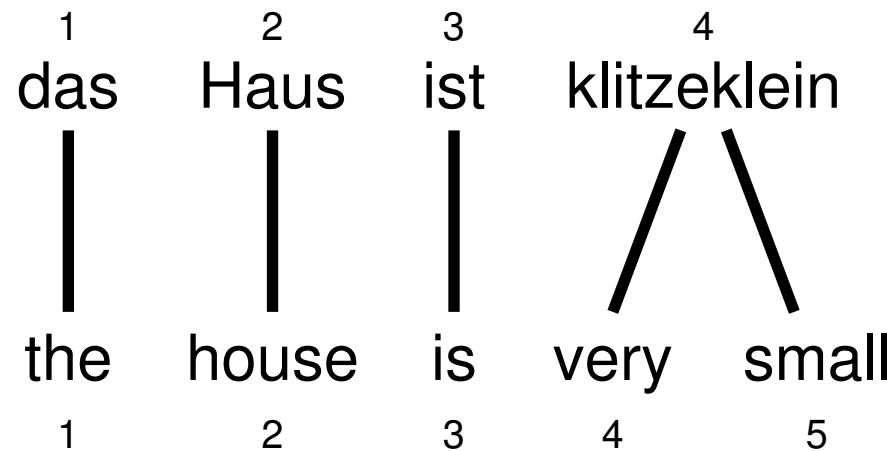 1 2 3 4
das Haus ist klitzeklein
the house is very small
1 2 3 4 5